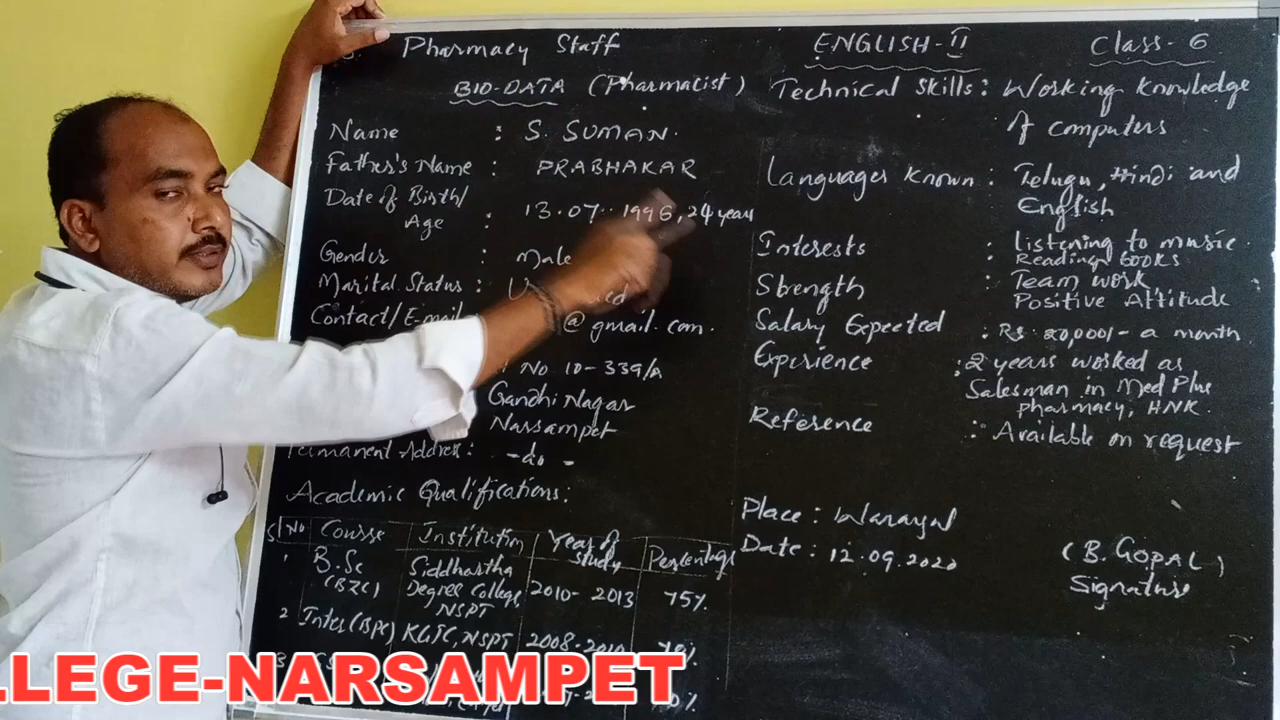 Pharmacy Staff
ENGLISH-II
Class-6
BIO-DATA (Pharmacist)
Name : S. SUMAN.
Father's Name : PRABHAKAR
Date of Birth/
Age : 13.07.1996, 24 years
Gender : Male
Marital Status :
Contact/E-mail @gmail.com.
No 10-339/A
Gandhi Nagar
Narsampet
Permanent Address: -do-
Academic Qualifications:
Sl No Course Institution Year of study Percentage
1 B.Sc (BZC) Siddhartha Degree College, NSPT 2010-2013 75%
2 Inter (BPC) NSPT 2008-2010
Technical Skills: Working knowledge
of computers
Languages Known : Telugu, Hindi and
English
Interests : Listening to music.
: Reading books
Strength : Team work
Positive Attitude
Salary Expected : Rs. 20,000/- a month
Experience : 2 years worked as
Salesman in Med Plus
pharmacy, HNK.
Reference : Available on request
Place : Warangal
Date : 12.09.2020
(B. GOPAL)
Signature
LLEGE-NARSAMPET